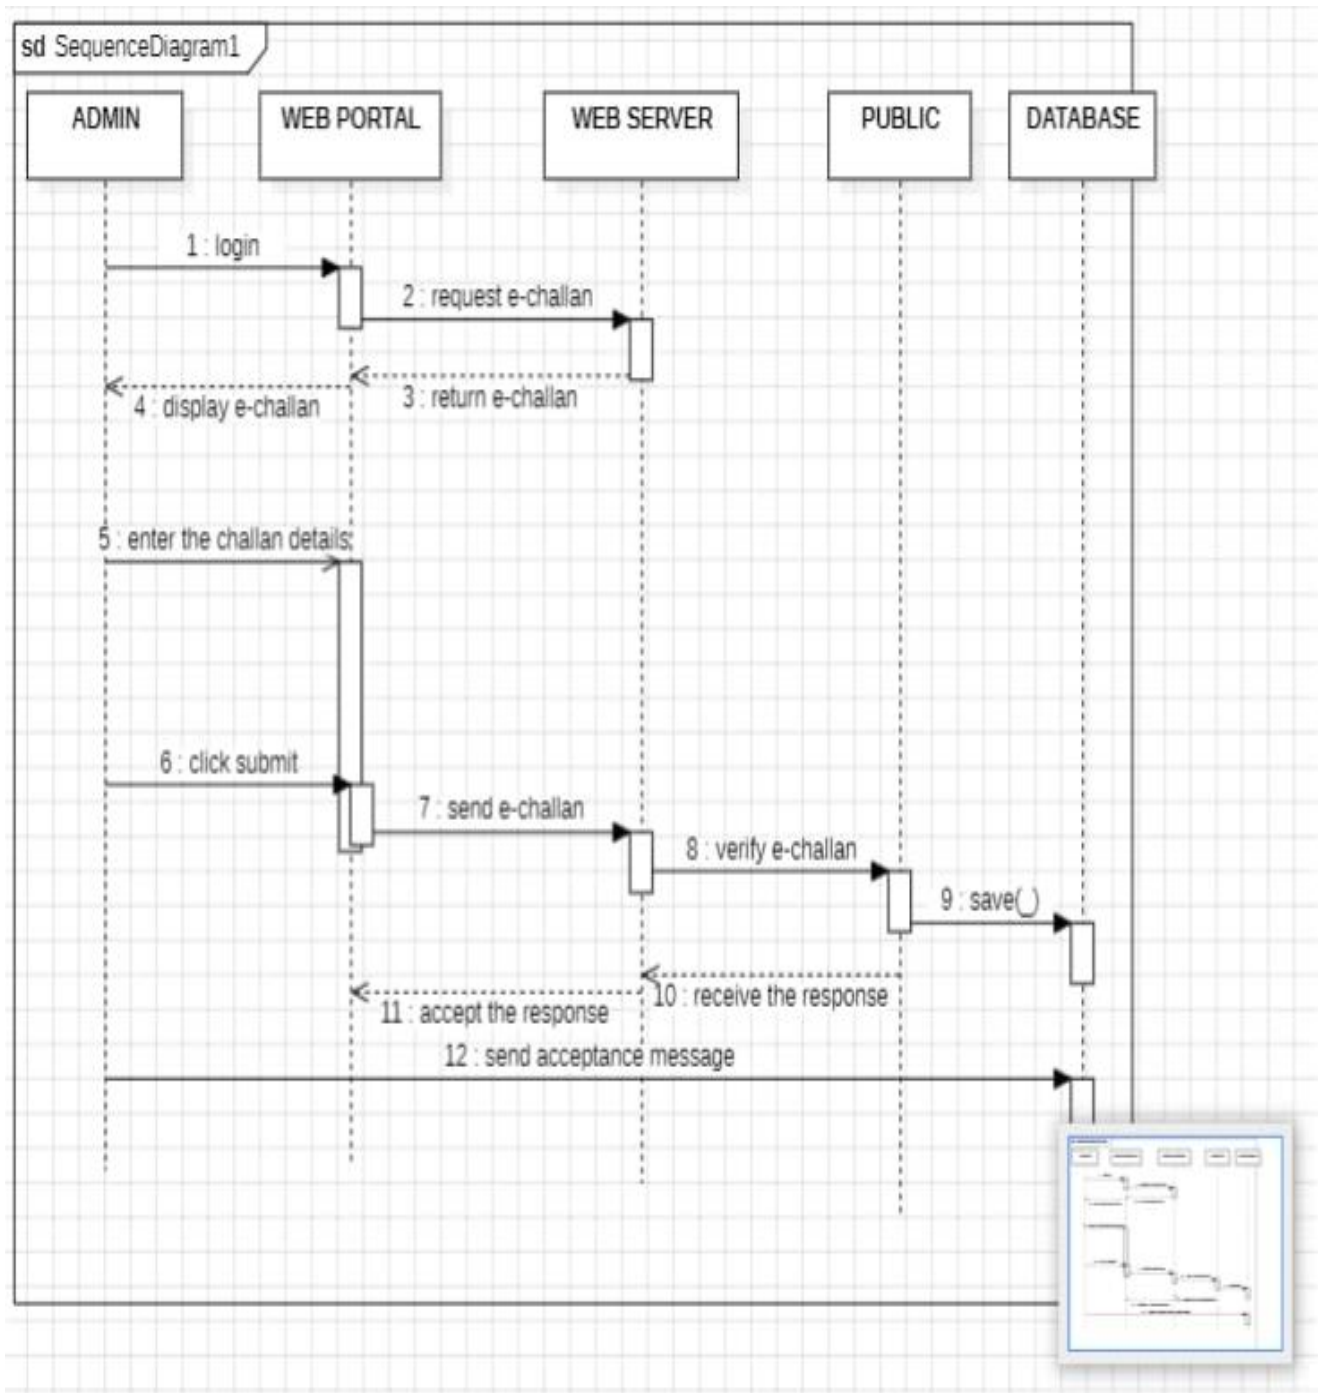 sd SequenceDiagram1
ADMIN
WEB PORTAL
WEB SERVER
PUBLIC
DATABASE
1 : login
2 : request e-challan
3 : return e-challan
4 : display e-challan
5 : enter the challan details
6 : click submit
7 : send e-challan
8 : verify e-challan
9 : save(_)
10 : receive the response
11 : accept the response
12 : send acceptance message